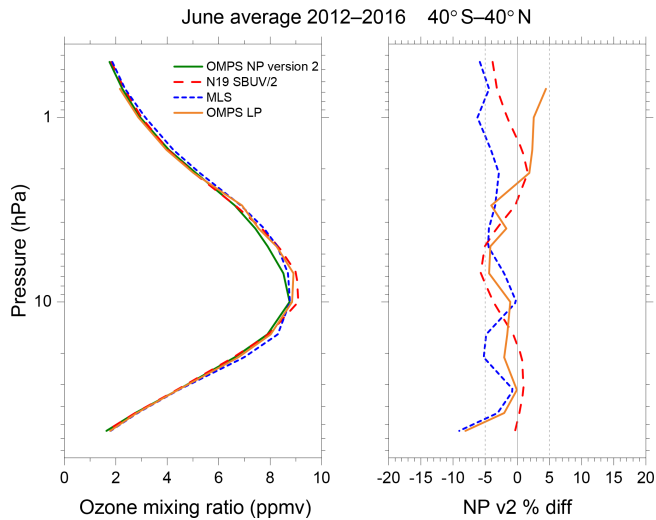 June average 2012–2016 40°S–40°N
OMPS NP version 2
N19 SBUV/2
MLS
OMPS LP
Pressure (hPa)
1
10
0 2 4 6 8 10
Ozone mixing ratio (ppmv)
-20 -15 -10 -5 0 5 10 15 20
NP v2 % diff